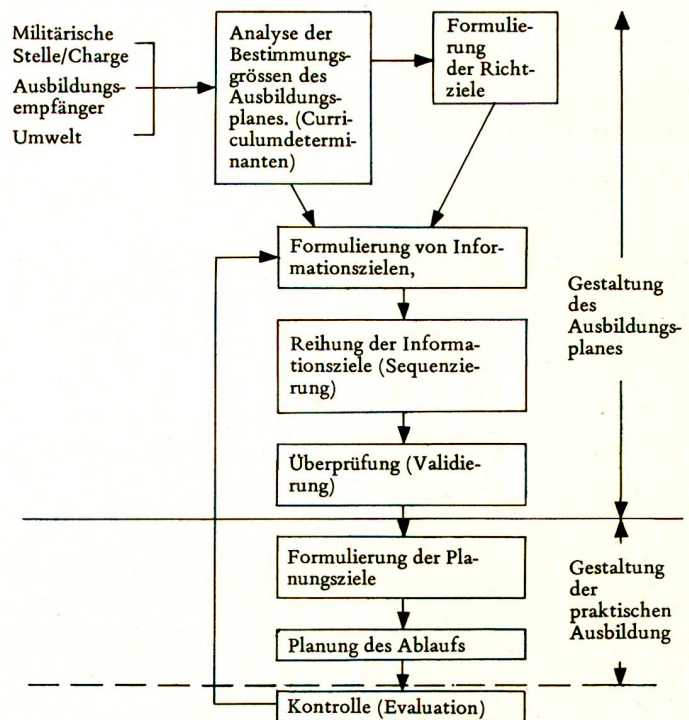 Militärische
Stelle/Charge
Ausbildungs-
empfänger
Umwelt
Analyse der
Bestimmungs-
grössen des
Ausbildungs-
planes. (Curri-
culumdetermi-
nanten)
Formulie-
rung
der Richt-
ziele
Formulierung von Infor-
mationszielen,
Reihung der Informa-
tionsziele (Sequenzie-
rung)
Überprüfung (Validie-
rung)
Gestaltung
des
Ausbildungs-
planes
Formulierung der Pla-
nungsziele
Planung des Ablaufs
Gestaltung
der
praktischen
Ausbildung
Kontrolle (Evaluation)